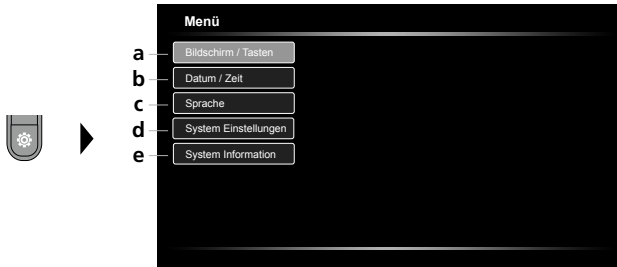 Menü
a Bildschirm / Tasten
b Datum / Zeit
c Sprache
d System Einstellungen
e System Information